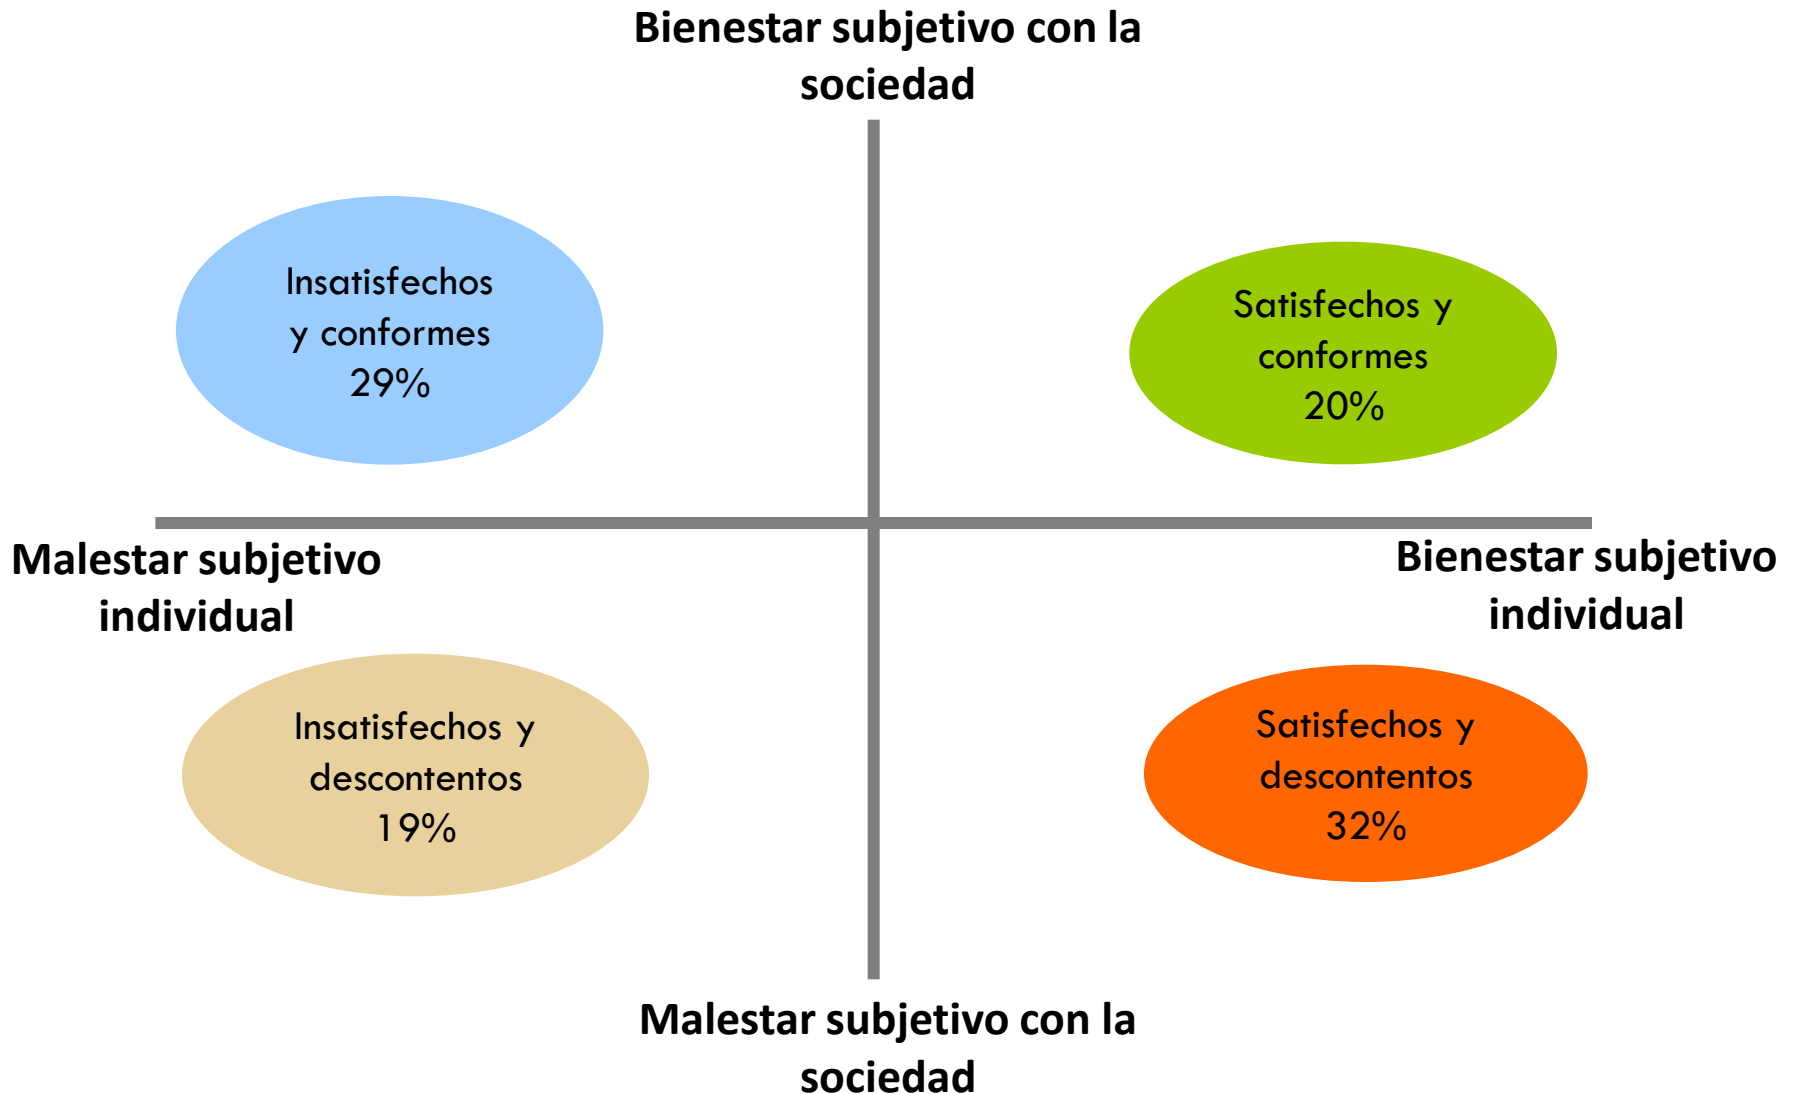 Bienestar subjetivo con la
sociedad
Insatisfechos
y conformes
29%
Satisfechos y
conformes
20%
Malestar subjetivo
individual
Bienestar subjetivo
individual
Insatisfechos y
descontentos
19%
Satisfechos y
descontentos
32%
Malestar subjetivo con la
sociedad